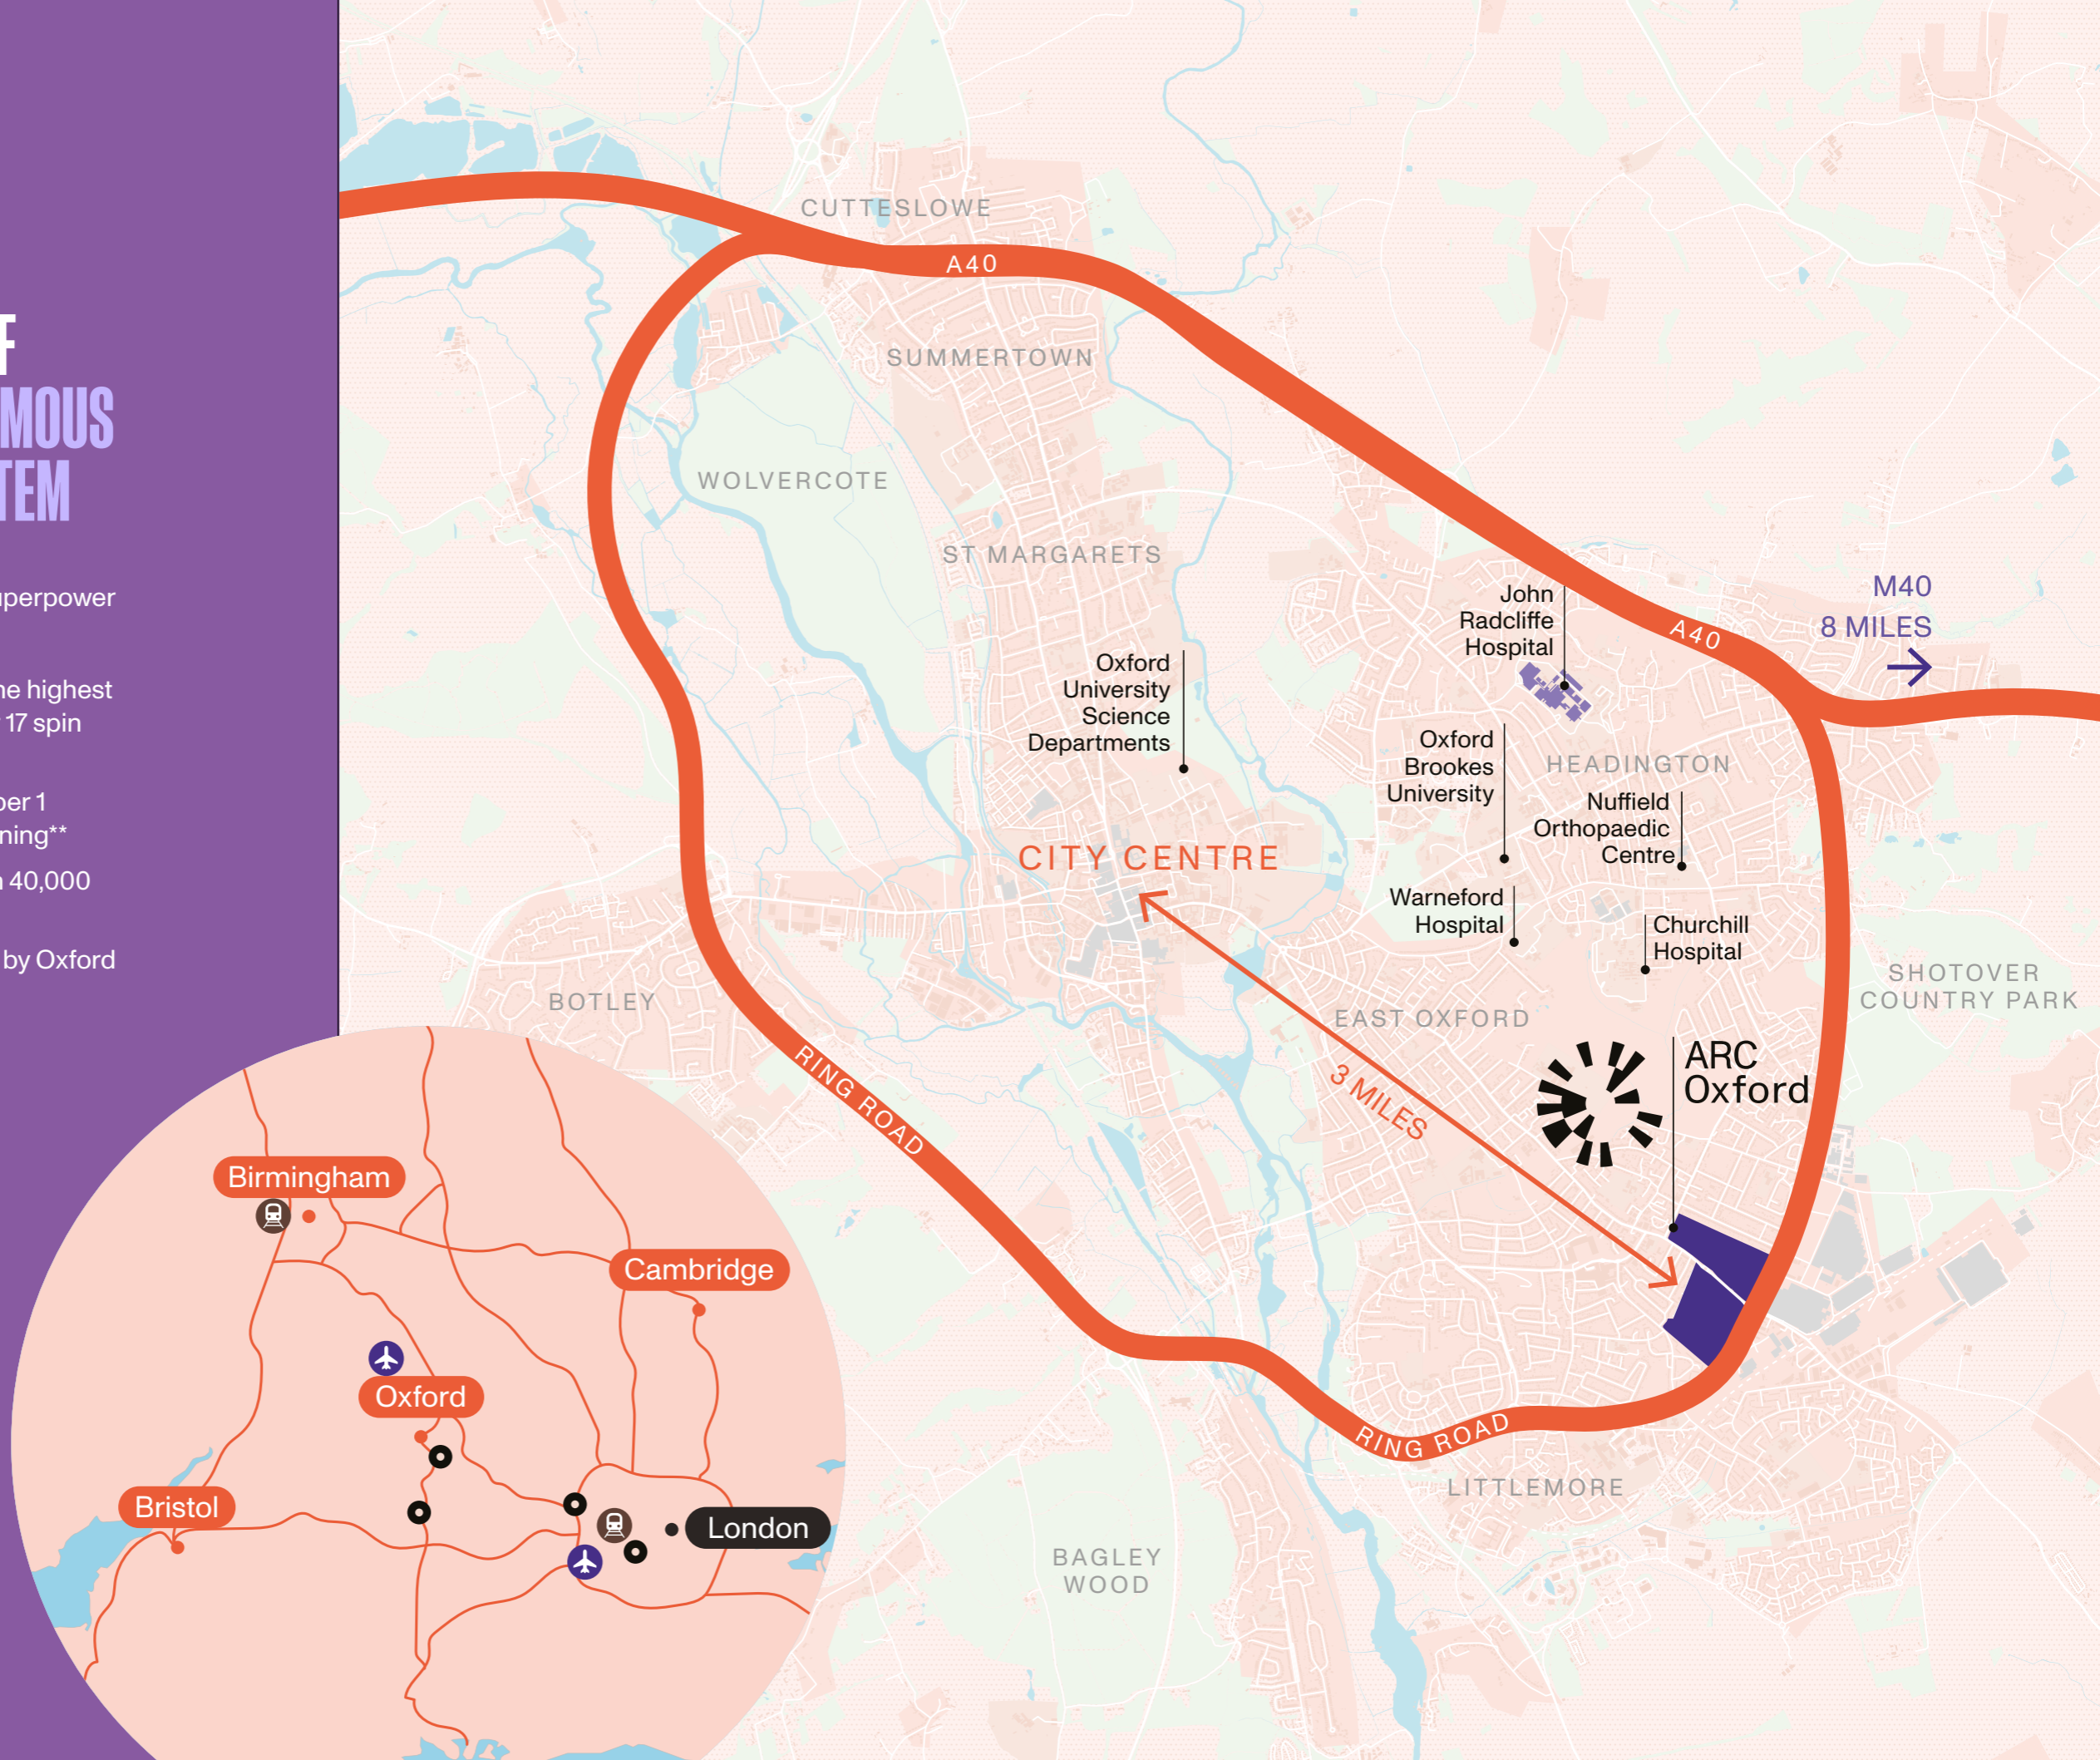 F
MOUS
TEM
uperpower
he highest
17 spin
per 1
ning**
40,000
by Oxford
CUTTESLOWE
A40
SUMMERTOWN
WOLVERCOTE
ST MARGARETS
John
Radcliffe
Hospital
A40
M40
8 MILES
Oxford
University
Science
Departments
Oxford
Brookes
University
HEADINGTON
Nuffield
Orthopaedic
Centre
CITY CENTRE
Warneford
Hospital
Churchill
Hospital
SHOTOVER
COUNTRY PARK
BOTLEY
EAST OXFORD
3 MILES
ARC
Oxford
RING ROAD
RING ROAD
LITTLEMORE
BAGLEY
WOOD
Birmingham
Cambridge
Oxford
Bristol
London